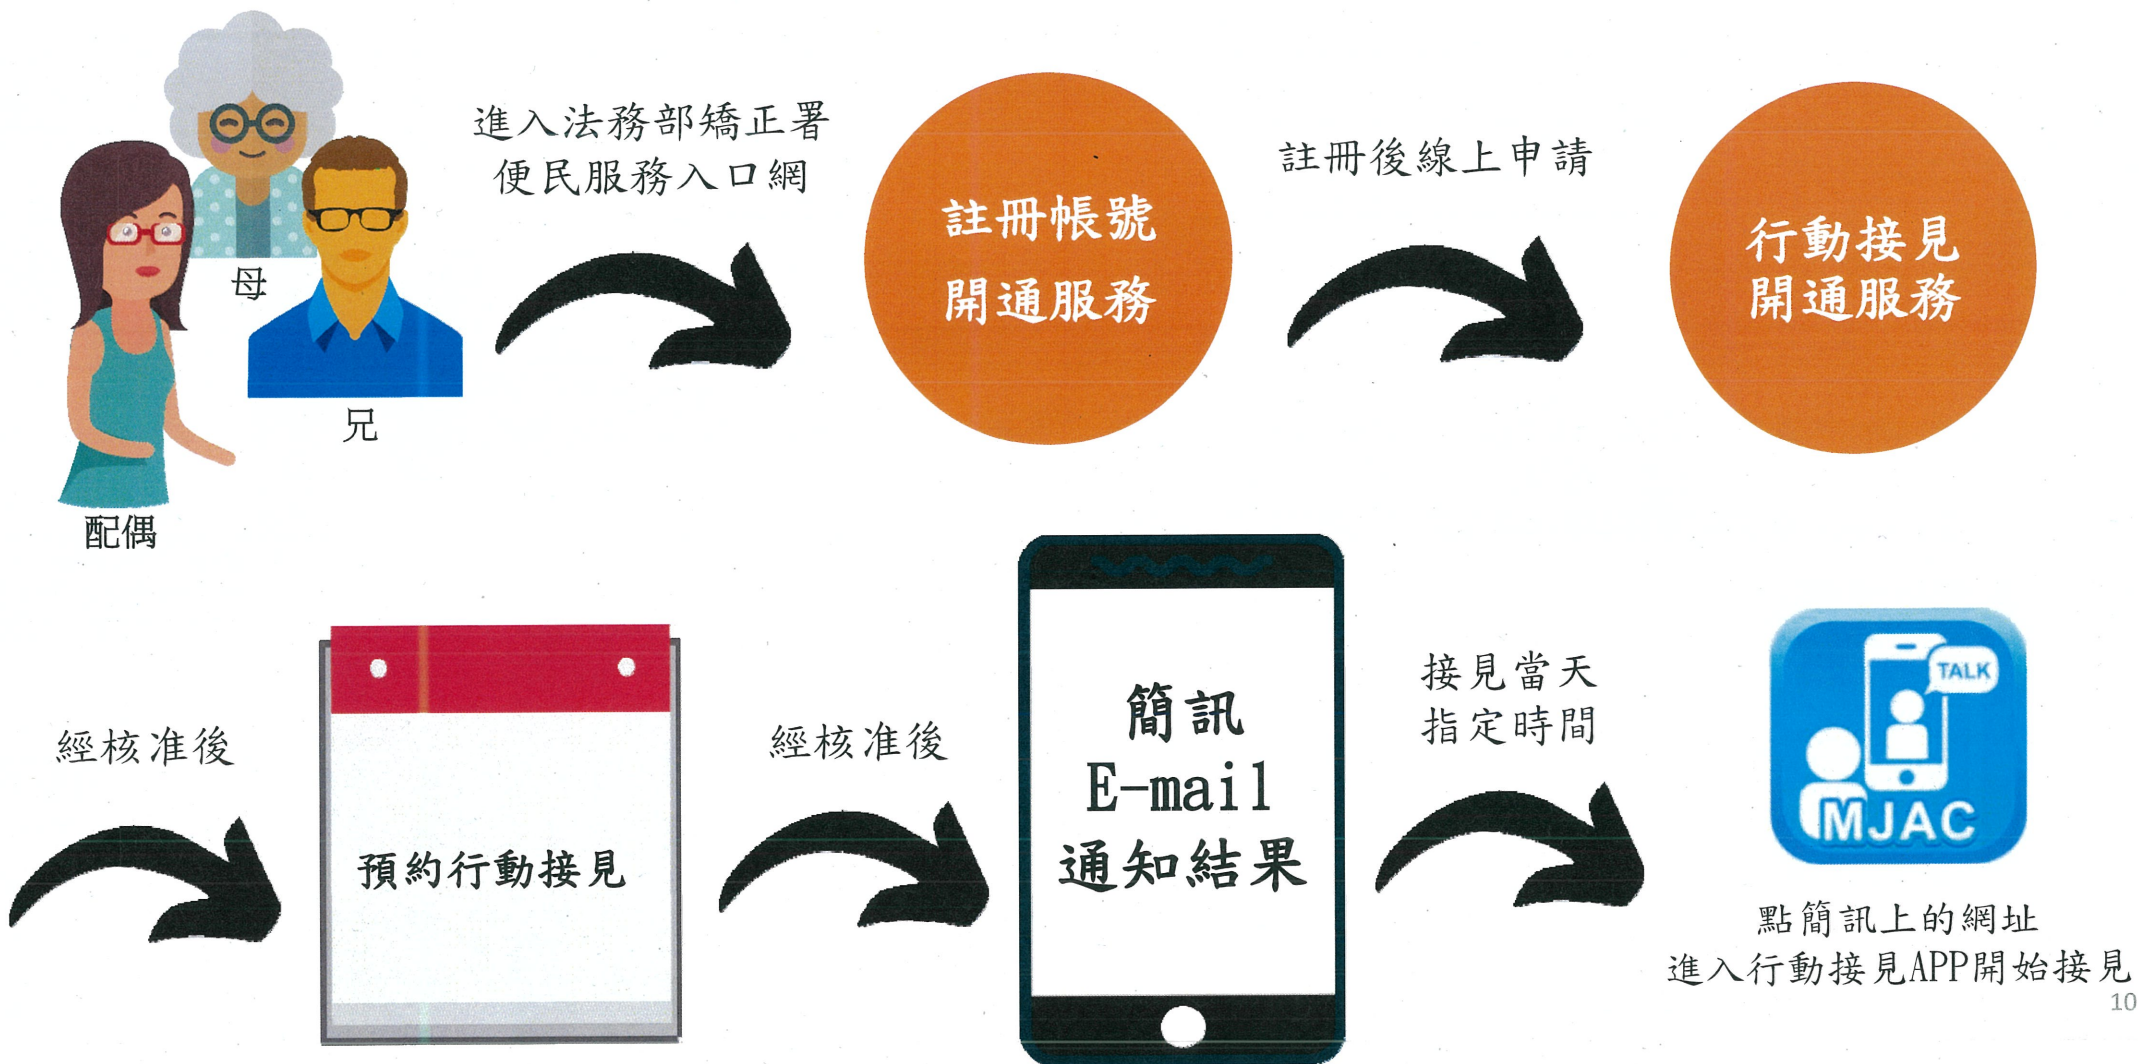 母
兄
配偶
進入法務部矯正署
便民服務入口網
註冊帳號
開通服務
註冊後線上申請
行動接見
開通服務
經核准後
預約行動接見
經核准後
簡訊
E-mail
通知結果
接見當天
指定時間
TALK
MJAC
點簡訊上的網址
進入行動接見APP開始接見
10